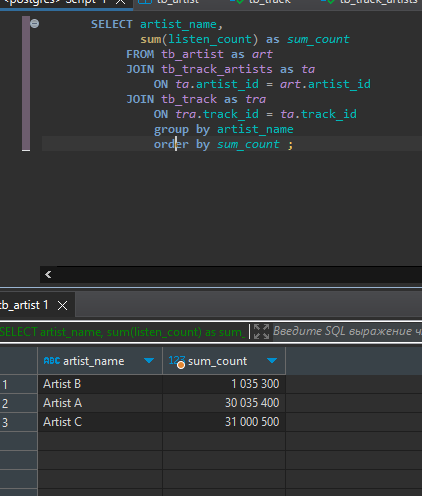 <postgres> Script 1
tb_artist
tb_track
tb_track_artists
SELECT artist_name,
sum(listen_count) as sum_count
FROM tb_artist as art
JOIN tb_track_artists as ta
ON ta.artist_id = art.artist_id
JOIN tb_track as tra
ON tra.track_id = ta.track_id
group by artist_name
order by sum_count ;
tb_artist 1
SELECT artist_name, sum(listen_count) as sum_
Введите SQL выражение
ABC artist_name
123 sum_count
1 Artist B 1 035 300
2 Artist A 30 035 400
3 Artist C 31 000 500